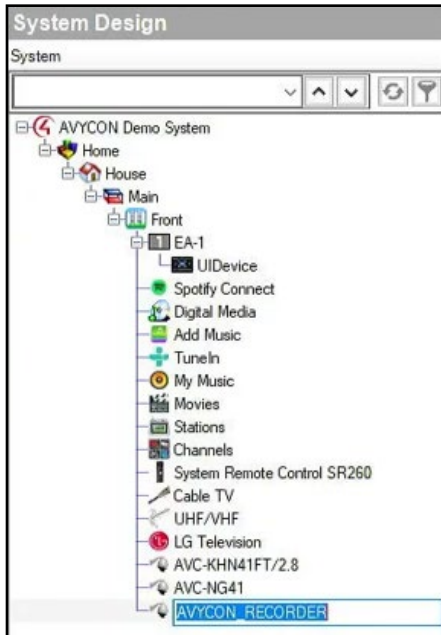 System Design
System
AVYCON Demo System
Home
House
Main
Front
1 EA-1
UIDevice
Spotify Connect
Digital Media
Add Music
TuneIn
My Music
Movies
Stations
Channels
System Remote Control SR260
Cable TV
UHF/VHF
LG Television
AVC-KHN41FT/2.8
AVC-NG41
AVYCON_RECORDER